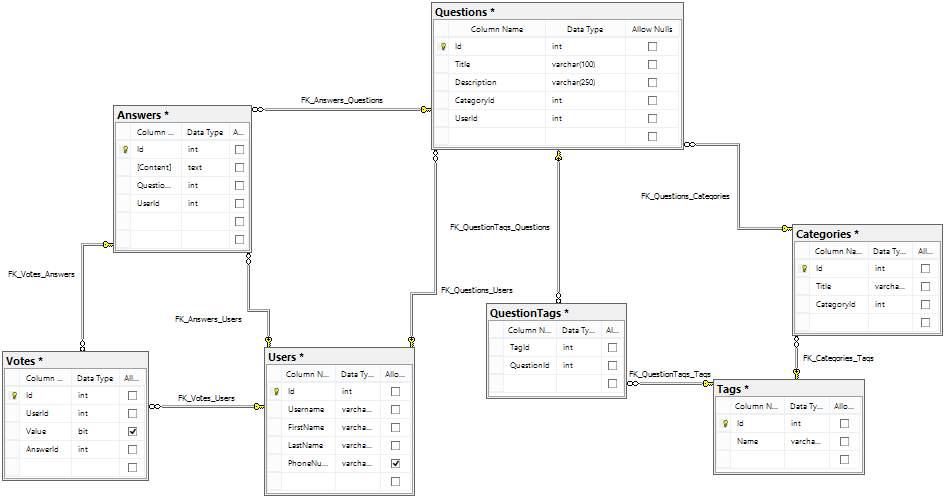 Questions *
Column Name Data Type Allow Nulls
Id int
Title varchar(100)
Description varchar(250)
CategoryId int
UserId int
FK_Answers_Questions
Answers *
Column ... Data Type A...
Id int
[Content] text
Questio... int
UserId int
FK_Questions_Categories
FK_QuestionTags_Questions
Categories *
Column Na... Data Ty... All...
Id int
Title varcha...
CategoryId int
FK_Votes_Answers
FK_Questions_Users
FK_Answers_Users
QuestionTags *
Column N... Data Ty... Al...
TagId int
QuestionId int
Votes *
Column ... Data Type All...
Id int
UserId int
Value bit
AnswerId int
FK_Votes_Users
Users *
Column N... Data Ty... Allo...
Id int
Username varcha...
FirstName varcha...
LastName varcha...
PhoneNu... varcha...
FK_Categories_Tags
FK_QuestionTags_Tags
Tags *
Column N... Data Ty... Allo...
Id int
Name varcha...